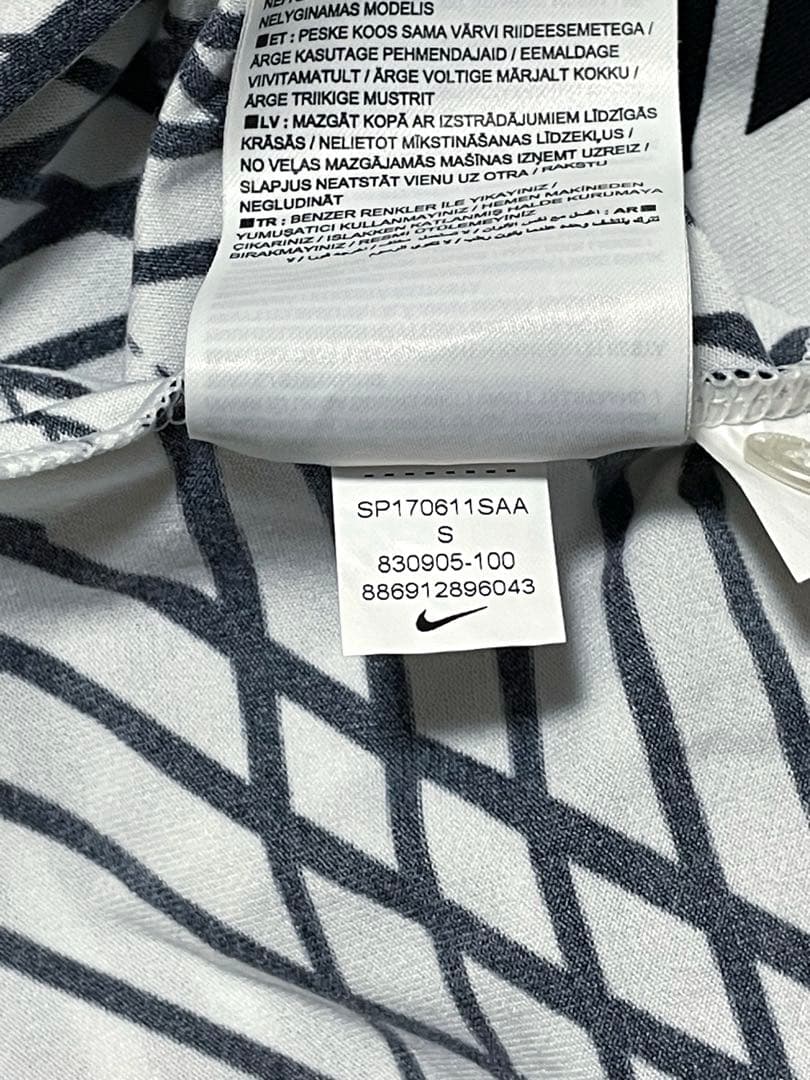 NELYGINAMAS MODELIS
■ET : PESKE KOOS SAMA VÄRVI RIIDEESEMETEGA /
ÄRGE KASUTAGE PEHMENDAJAID / EEMALDAGE
VIIVITAMATULT / ÄRGE VOLTIGE MÄRJALT KOKKU /
ÄRGE TRIIKIGE MUSTRIT
■LV : MAZGĀT KOPĀ AR IZSTRĀDĀJUMIEM LĪDZĪGĀS
KRĀSĀS / NELIETOT MĪKSTINĀŠANAS LĪDZEKĻUS /
NO VEĻAS MAZGĀJAMĀS MAŠĪNAS IZŅEMT UZREIZ /
SLAPJUS NEATSTĀT VIENU UZ OTRA / RAKSTU
NEGLUDINĀT
■TR : BENZER RENKLER ILE YIKAYINIZ /
YUMUŞATICI KULLANMAYINIZ / HEMEN MAKİNEDEN
ÇIKARINIZ / ISLAKKEN KATLANMIŞ HALDE KURUMAYA
BIRAKMAYINIZ / RESMİ ÜTÜLEMEYİNİZ
AR :
SP170611SAA
S
830905-100
886912896043